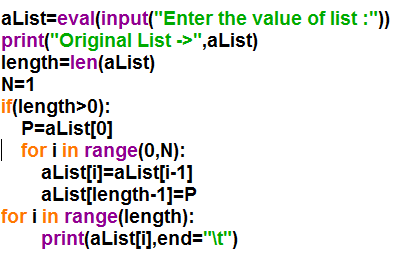 aList=eval(input("Enter the value of list :"))
print("Original List ->",aList)
length=len(aList)
N=1
if(length>0):
    P=aList[0]
    for i in range(0,N):
        aList[i]=aList[i-1]
        aList[length-1]=P
for i in range(length):
        print(aList[i],end="\t")